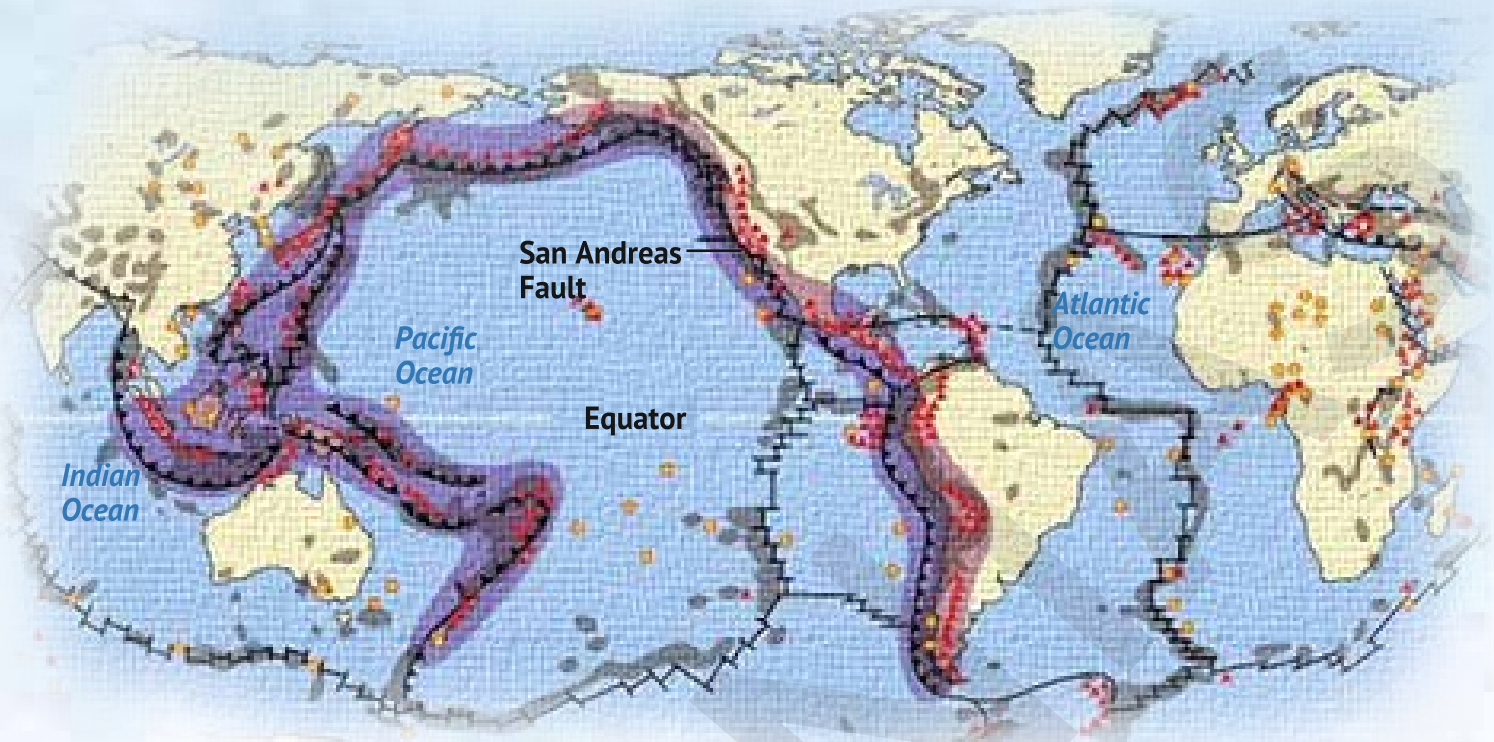 San Andreas
Fault
Pacific
Ocean
Atlantic
Ocean
Equator
Indian
Ocean